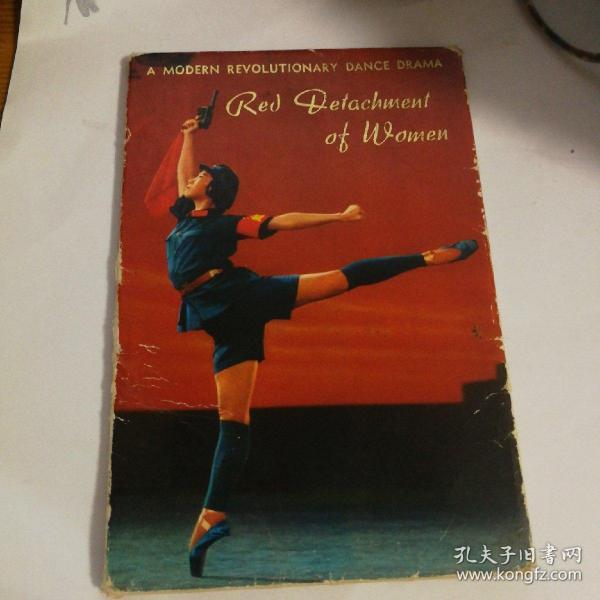 A MODERN REVOLUTIONARY DANCE DRAMA
Red Detachment
of Women
孔夫子旧书网
www.kongfz.com